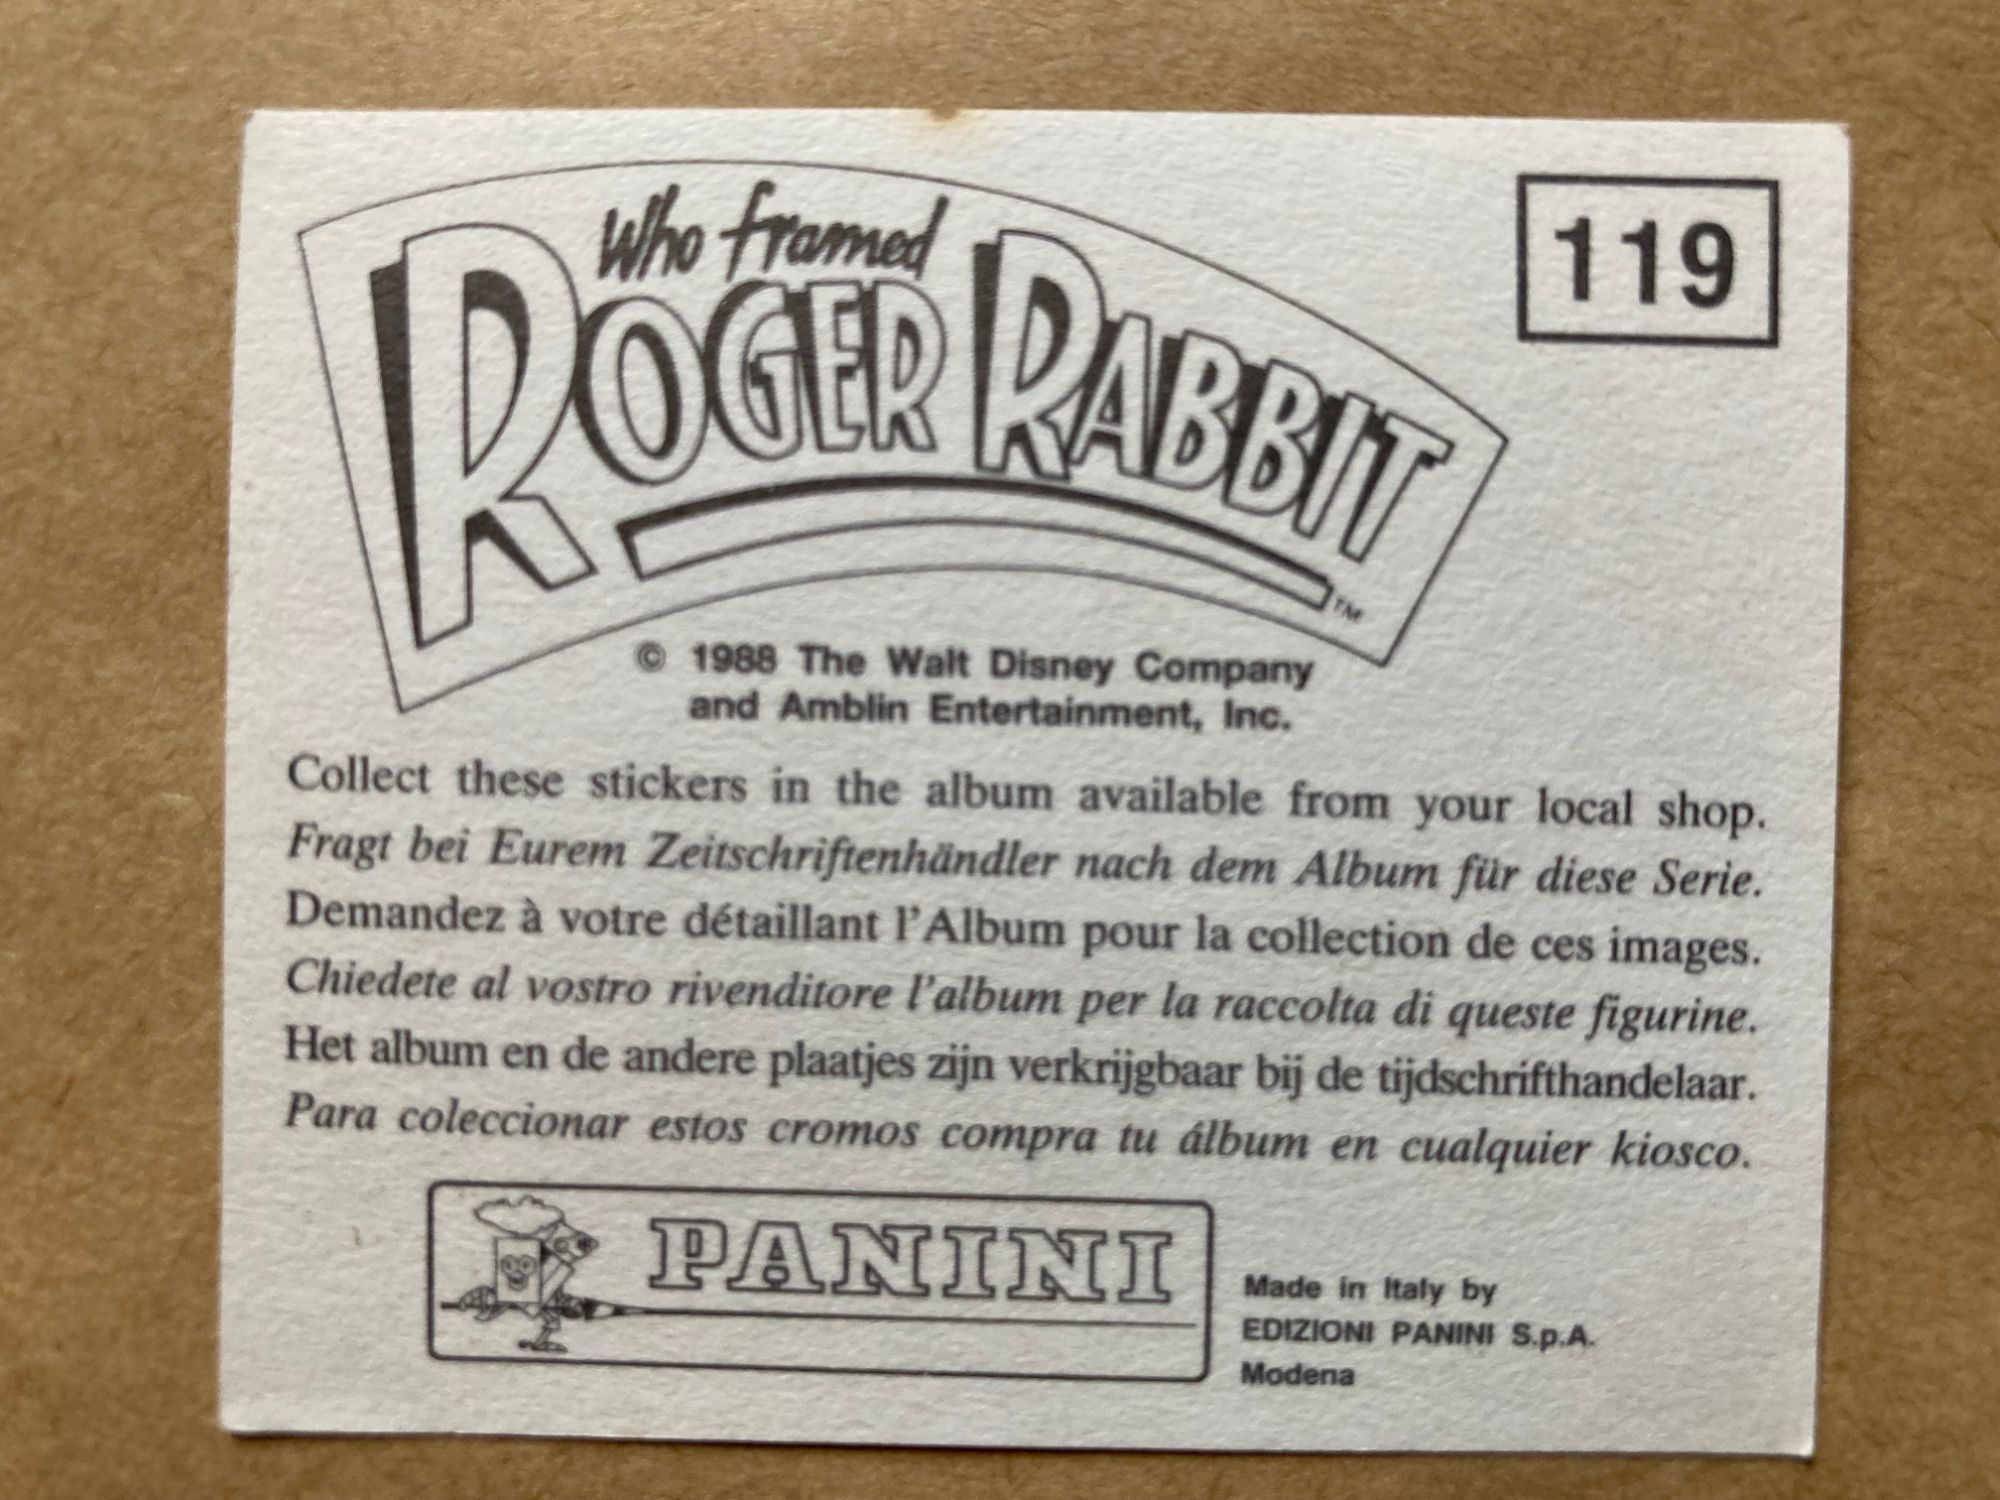 Who framed
ROGER RABBIT
TM
119
© 1988 The Walt Disney Company
and Amblin Entertainment, Inc.
Collect these stickers in the album available from your local shop.
Fragt bei Eurem Zeitschriftenhändler nach dem Album für diese Serie.
Demandez à votre détaillant l'Album pour la collection de ces images.
Chiedete al vostro rivenditore l'album per la raccolta di queste figurine.
Het album en de andere plaatjes zijn verkrijgbaar bij de tijdschrifthandelaar.
Para coleccionar estos cromos compra tu álbum en cualquier kiosco.
PANINI
Made in Italy by
EDIZIONI PANINI S.p.A.
Modena